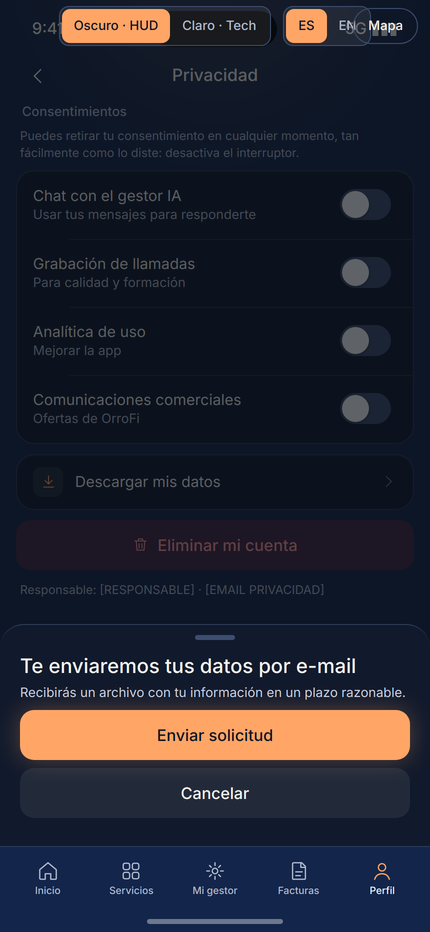 9:41
Oscuro · HUD
Claro · Tech
ES
EN
5G
Mapa
Privacidad
Consentimientos
Puedes retirar tu consentimiento en cualquier momento, tan
fácilmente como lo diste: desactiva el interruptor.
Chat con el gestor IA
Usar tus mensajes para responderte
Grabación de llamadas
Para calidad y formación
Analítica de uso
Mejorar la app
Comunicaciones comerciales
Ofertas de OrroFi
Descargar mis datos
Eliminar mi cuenta
Responsable: [RESPONSABLE] · [EMAIL PRIVACIDAD]
Te enviaremos tus datos por e-mail
Recibirás un archivo con tu información en un plazo razonable.
Enviar solicitud
Cancelar
Inicio
Servicios
Mi gestor
Facturas
Perfil